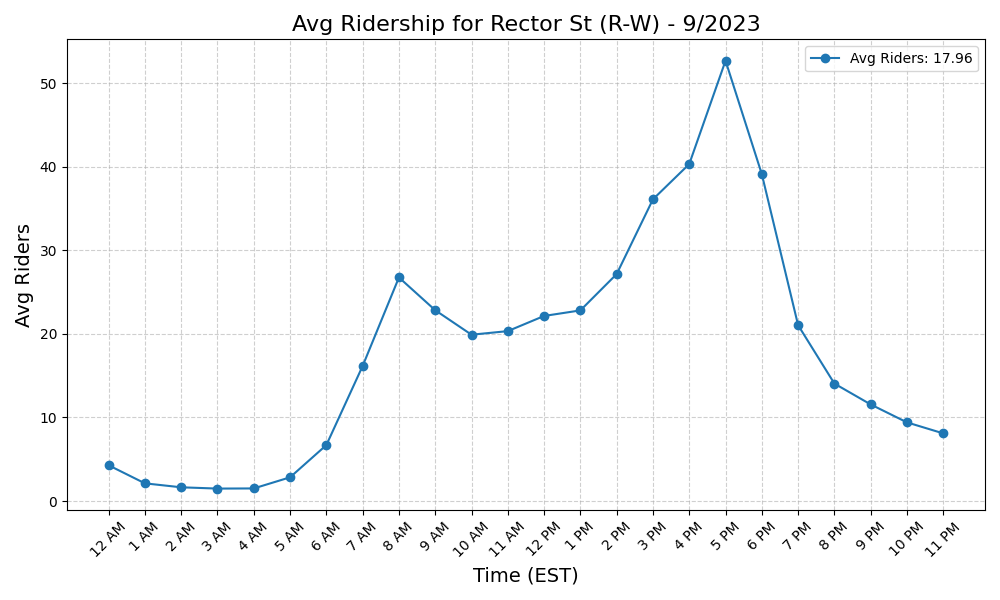 Avg Ridership for Rector St (R-W) - 9/2023
Avg Riders: 17.96
Avg Riders
50
40
30
20
10
0
12 AM
1 AM
2 AM
3 AM
4 AM
5 AM
6 AM
7 AM
8 AM
9 AM
10 AM
11 AM
12 PM
1 PM
2 PM
3 PM
4 PM
5 PM
6 PM
7 PM
8 PM
9 PM
10 PM
11 PM
Time (EST)